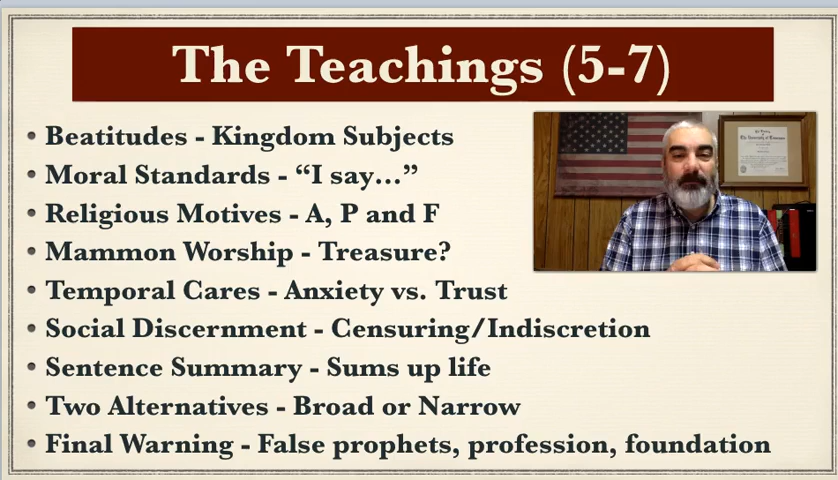 The Teachings (5-7)
• Beatitudes - Kingdom Subjects
• Moral Standards - “I say...”
• Religious Motives - A, P and F
• Mammon Worship - Treasure?
• Temporal Cares - Anxiety vs. Trust
• Social Discernment - Censuring/Indiscretion
• Sentence Summary - Sums up life
• Two Alternatives - Broad or Narrow
• Final Warning - False prophets, profession, foundation